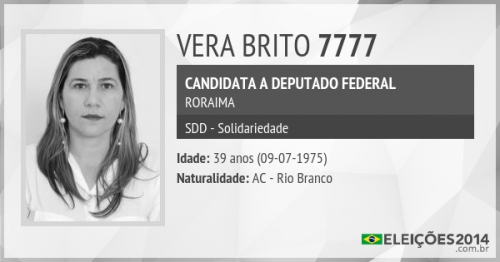 VERA BRITO 7777
CANDIDATA A DEPUTADO FEDERAL
RORAIMA
SDD - Solidariedade
Idade: 39 anos (09-07-1975)
Naturalidade: AC - Rio Branco
ELEIÇÕES2014
.com.br